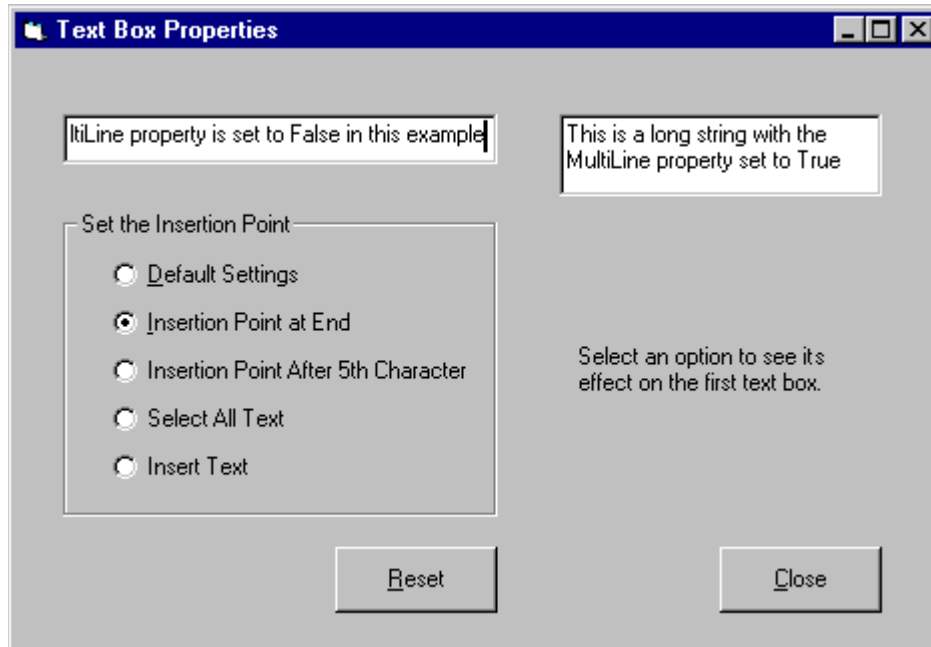 Text Box Properties
ltiLine property is set to False in this example
This is a long string with the
MultiLine property set to True
Set the Insertion Point
Default Settings
Insertion Point at End
Insertion Point After 5th Character
Select All Text
Insert Text
Select an option to see its
effect on the first text box.
Reset
Close